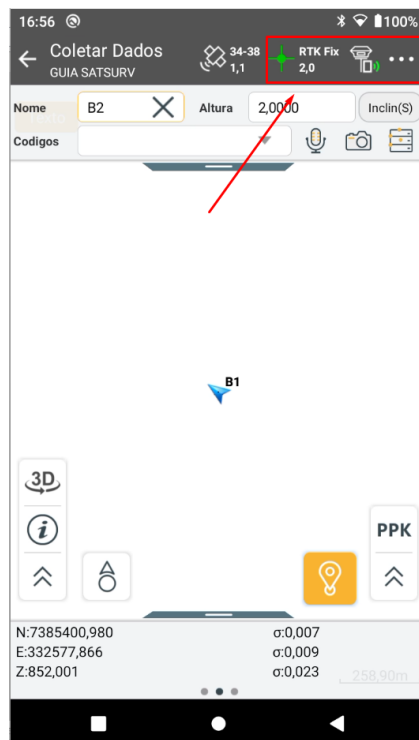 16:56 100%
Coletar Dados 34-38 RTK Fix
GUIA SATSURV 1,1 2,0
Nome B2 Altura 2,0000 Inclin(S)
Codigos
B1
3D
i
PPK
N:7385400,980 σ:0,007
E:332577,866 σ:0,009
Z:852,001 σ:0,023
258,90m